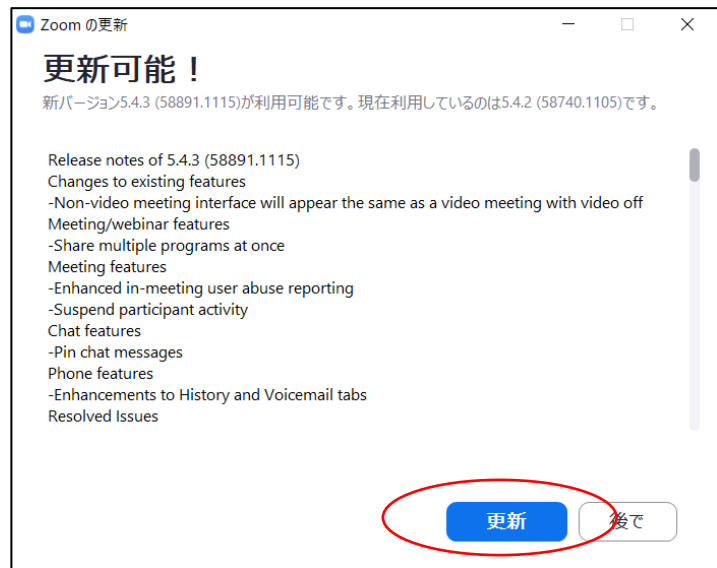 Zoom の更新
更新可能！
新バージョン5.4.3 (58891.1115)が利用可能です。現在利用しているのは5.4.2 (58740.1105)です。
Release notes of 5.4.3 (58891.1115)
Changes to existing features
-Non-video meeting interface will appear the same as a video meeting with video off
Meeting/webinar features
-Share multiple programs at once
Meeting features
-Enhanced in-meeting user abuse reporting
-Suspend participant activity
Chat features
-Pin chat messages
Phone features
-Enhancements to History and Voicemail tabs
Resolved Issues
更新 後で